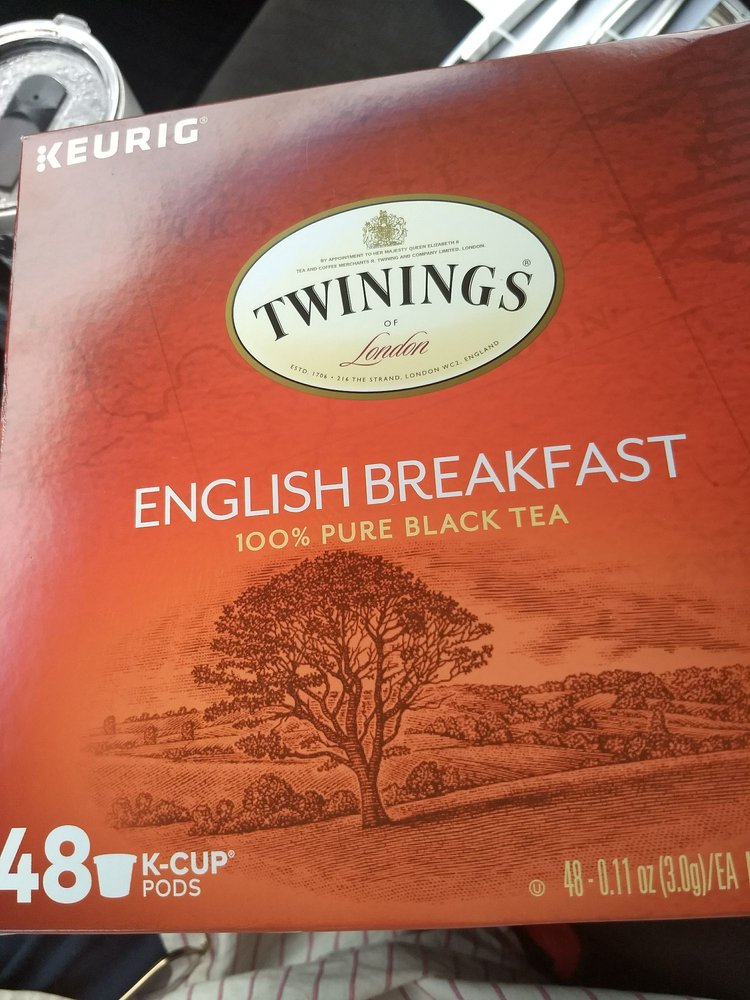 KEURIG®
BY APPOINTMENT TO HER MAJESTY QUEEN ELIZABETH II
TEA AND COFFEE MERCHANTS R. TWINING AND COMPANY LIMITED, LONDON.
TWININGS®
OF
London
ESTD. 1706 • 216 THE STRAND, LONDON WC2, ENGLAND
ENGLISH BREAKFAST
100% PURE BLACK TEA
48 K-CUP®
PODS
U 48 - 0.11 oz (3.0g)/EA